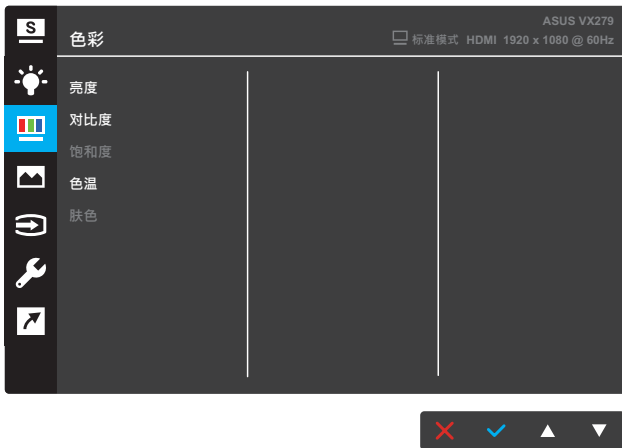 S
ASUS VX279
色彩
标准模式 HDMI 1920 x 1080 @ 60Hz
亮度
对比度
饱和度
色温
肤色